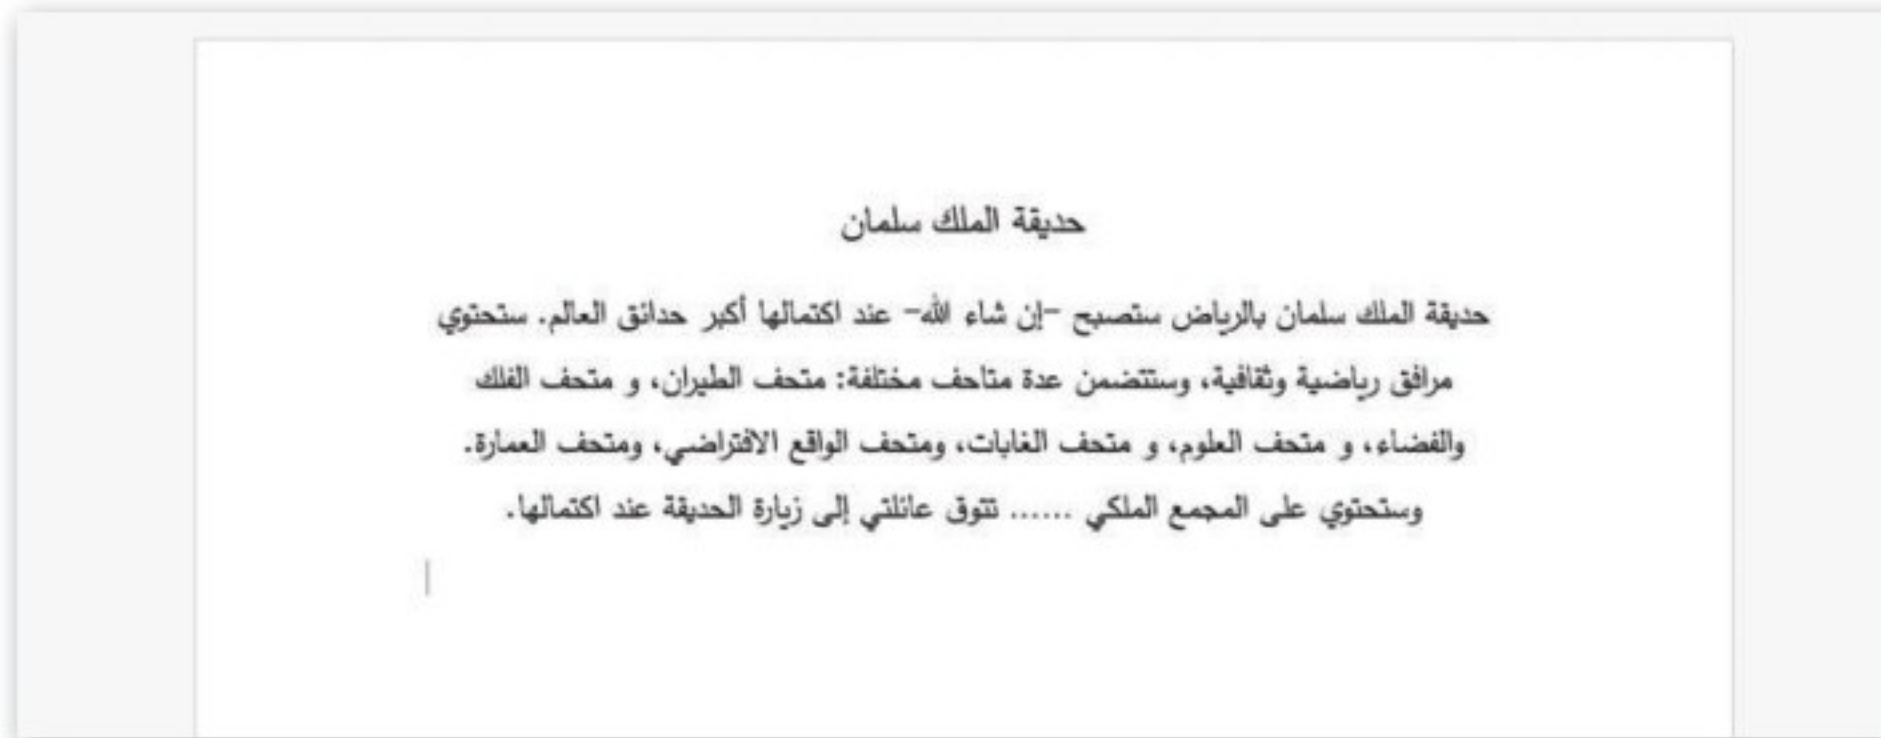 حديقة الملك سلمان
حديقة الملك سلمان بالرياض ستصبح -إن شاء الله- عند اكتمالها أكبر حدائق العالم. ستحتوي
مرافق رياضية وثقافية، وستتضمن عدة متاحف مختلفة: متحف الطيران، و متحف الفلك
والفضاء، و متحف العلوم، و متحف الغابات، ومتحف الواقع الافتراضي، ومتحف العمارة.
وستحتوي على المجمع الملكي ...... تتوق عائلتي إلى زيارة الحديقة عند اكتمالها.